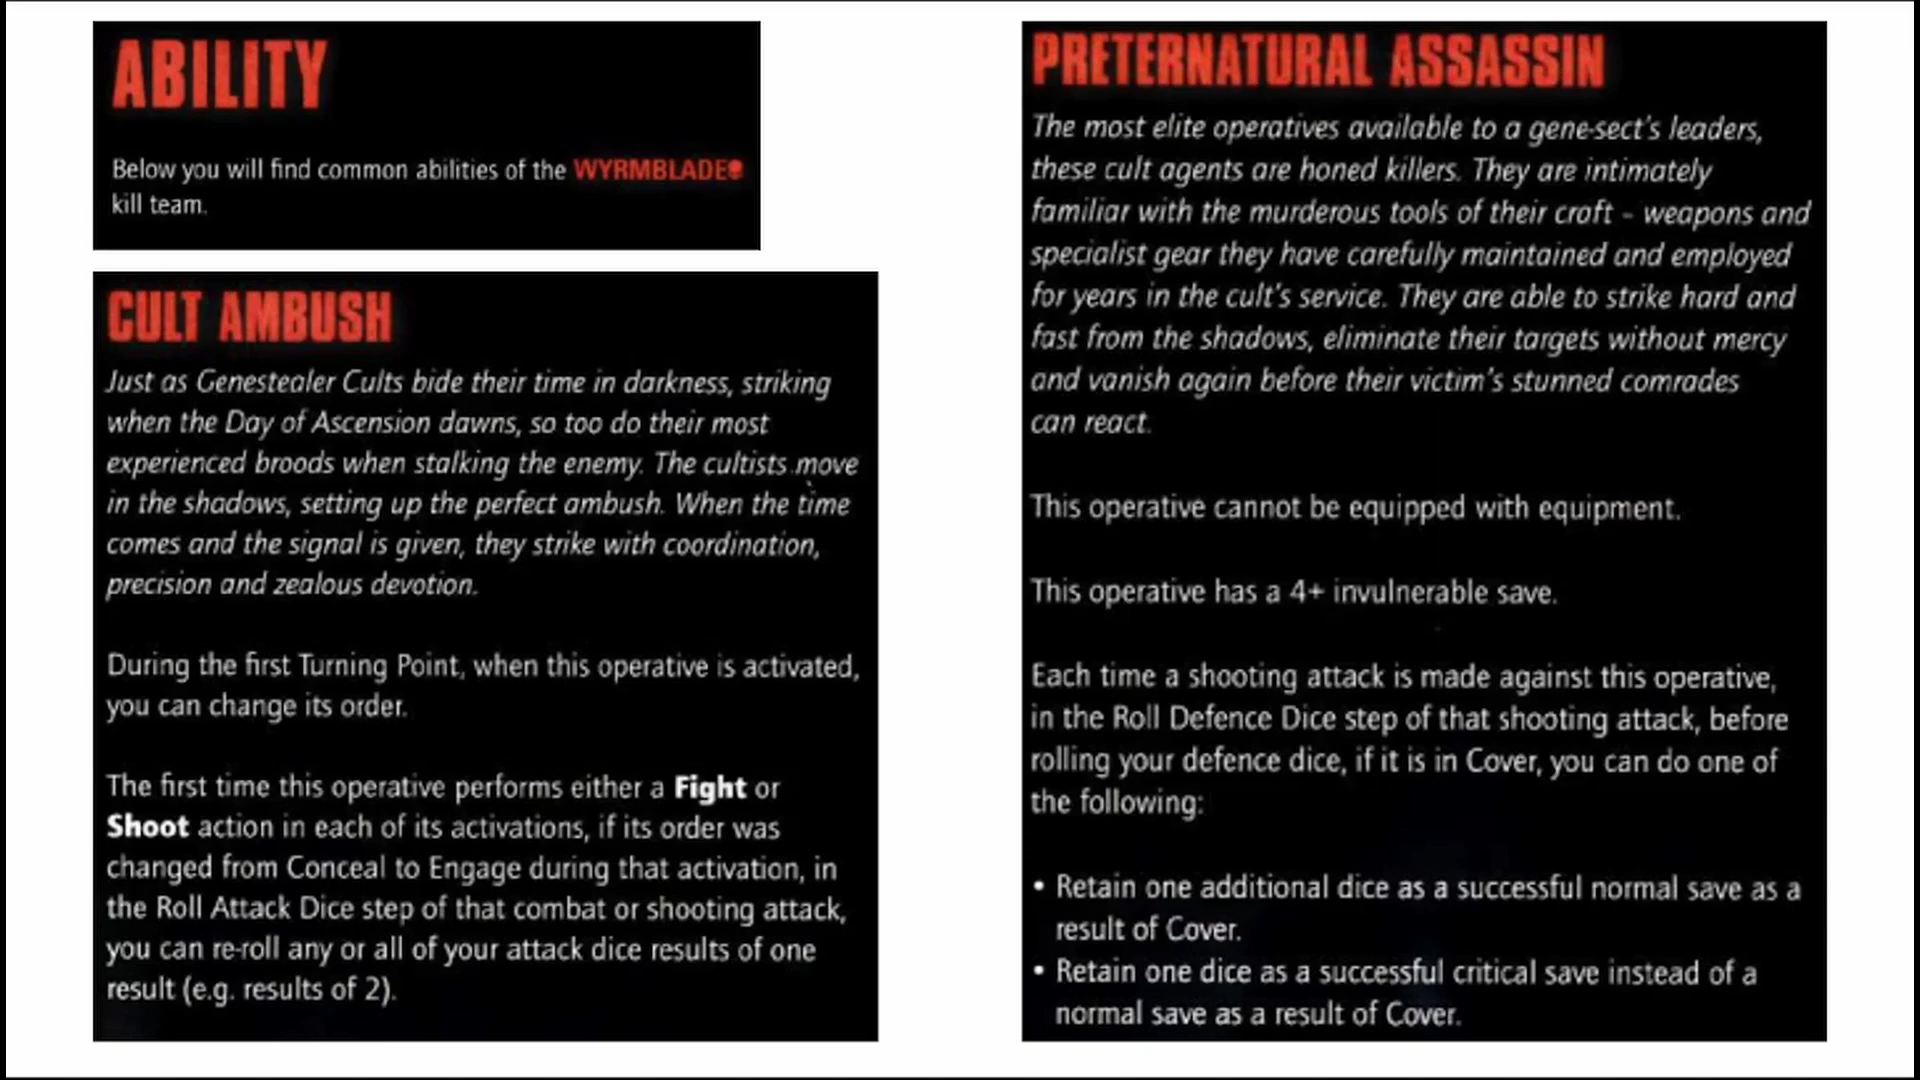 ABILITY
Below you will find common abilities of the WYRMBLADE
kill team.
CULT AMBUSH
Just as Genestealer Cults bide their time in darkness, striking
when the Day of Ascension dawns, so too do their most
experienced broods when stalking the enemy. The cultists move
in the shadows, setting up the perfect ambush. When the time
comes and the signal is given, they strike with coordination,
precision and zealous devotion.
During the first Turning Point, when this operative is activated,
you can change its order.
The first time this operative performs either a Fight or
Shoot action in each of its activations, if its order was
changed from Conceal to Engage during that activation, in
the Roll Attack Dice step of that combat or shooting attack,
you can re-roll any or all of your attack dice results of one
result (e.g. results of 2).
PRETERNATURAL ASSASSIN
The most elite operatives available to a gene-sect's leaders,
these cult agents are honed killers. They are intimately
familiar with the murderous tools of their craft – weapons and
specialist gear they have carefully maintained and employed
for years in the cult's service. They are able to strike hard and
fast from the shadows, eliminate their targets without mercy
and vanish again before their victim's stunned comrades
can react.
This operative cannot be equipped with equipment.
This operative has a 4+ invulnerable save.
Each time a shooting attack is made against this operative,
in the Roll Defence Dice step of that shooting attack, before
rolling your defence dice, if it is in Cover, you can do one of
the following:
• Retain one additional dice as a successful normal save as a
result of Cover.
• Retain one dice as a successful critical save instead of a
normal save as a result of Cover.